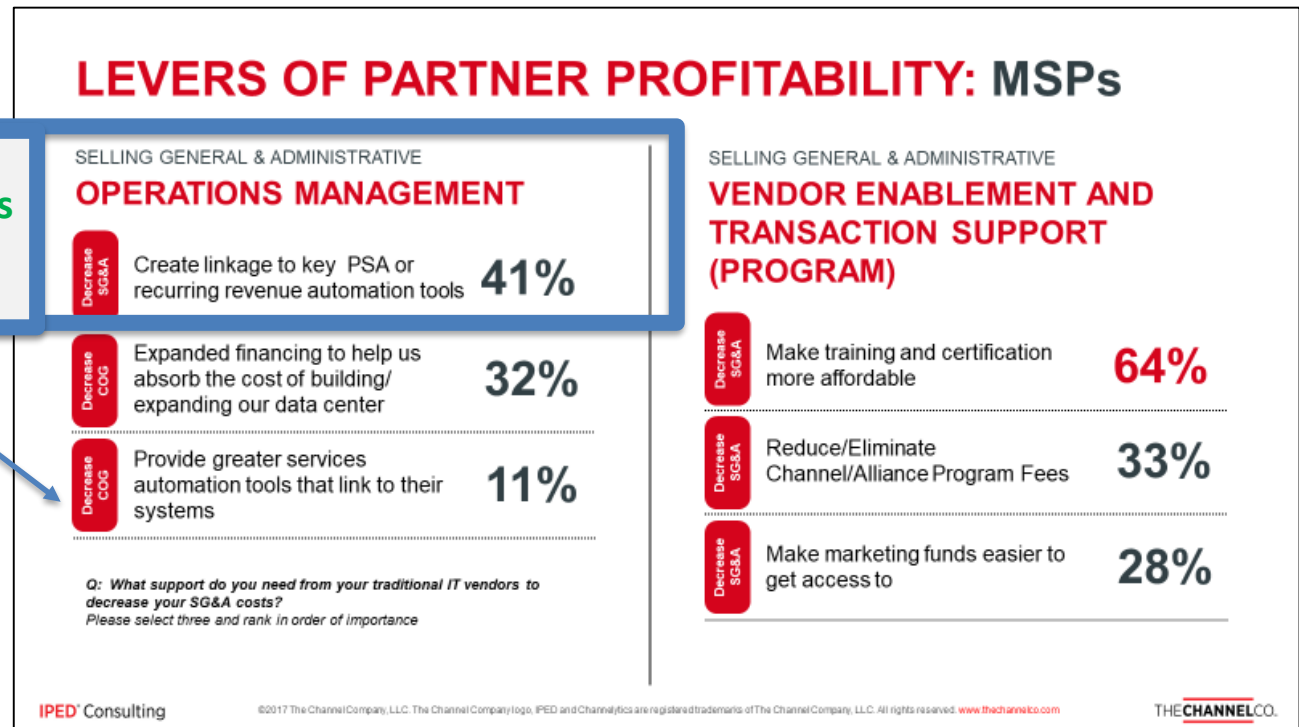 LEVERS OF PARTNER PROFITABILITY: MSPs
s
SELLING GENERAL & ADMINISTRATIVE
OPERATIONS MANAGEMENT
Decrease
SG&A
Create linkage to key PSA or
recurring revenue automation tools
41%
Decrease
COG
Expanded financing to help us
absorb the cost of building/
expanding our data center
32%
Decrease
COG
Provide greater services
automation tools that link to their
systems
11%
Q: What support do you need from your traditional IT vendors to
decrease your SG&A costs?
Please select three and rank in order of importance
SELLING GENERAL & ADMINISTRATIVE
VENDOR ENABLEMENT AND
TRANSACTION SUPPORT
(PROGRAM)
Decrease
SG&A
Make training and certification
more affordable
64%
Decrease
SG&A
Reduce/Eliminate
Channel/Alliance Program Fees
33%
Decrease
SG&A
Make marketing funds easier to
get access to
28%
IPED® Consulting
©2017 The Channel Company, LLC. The Channel Company logo, IPED and Channelytics are registered trademarks of The Channel Company, LLC. All rights reserved. www.thechannelco.com
THECHANNELCO.